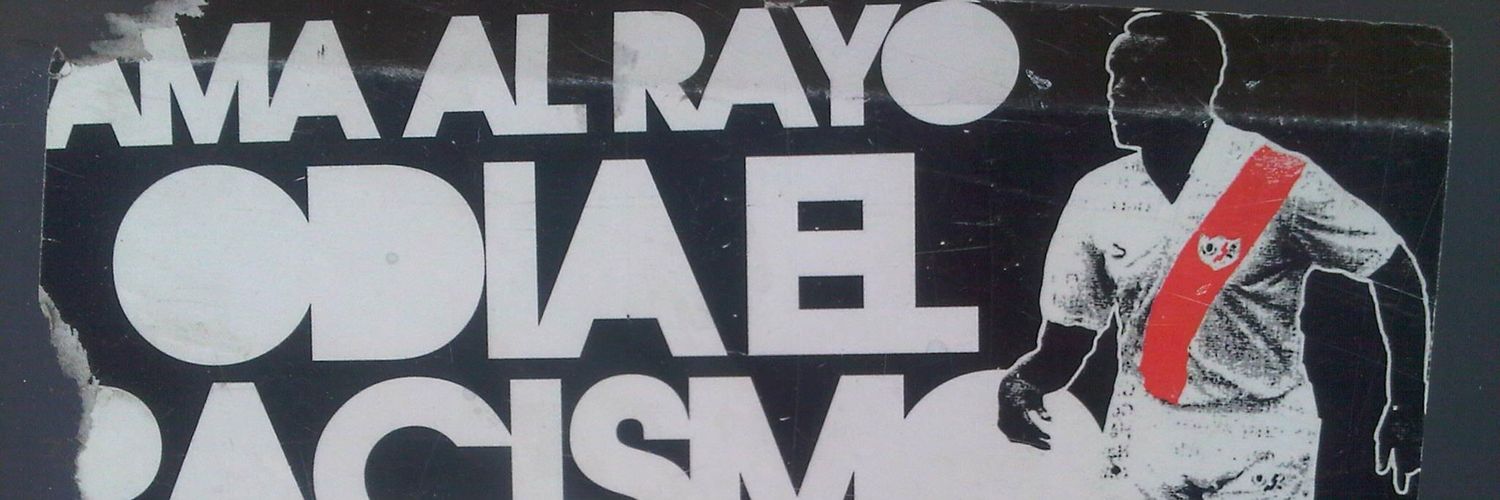 AMA AL RAYO
ODIA EL
RACISMO